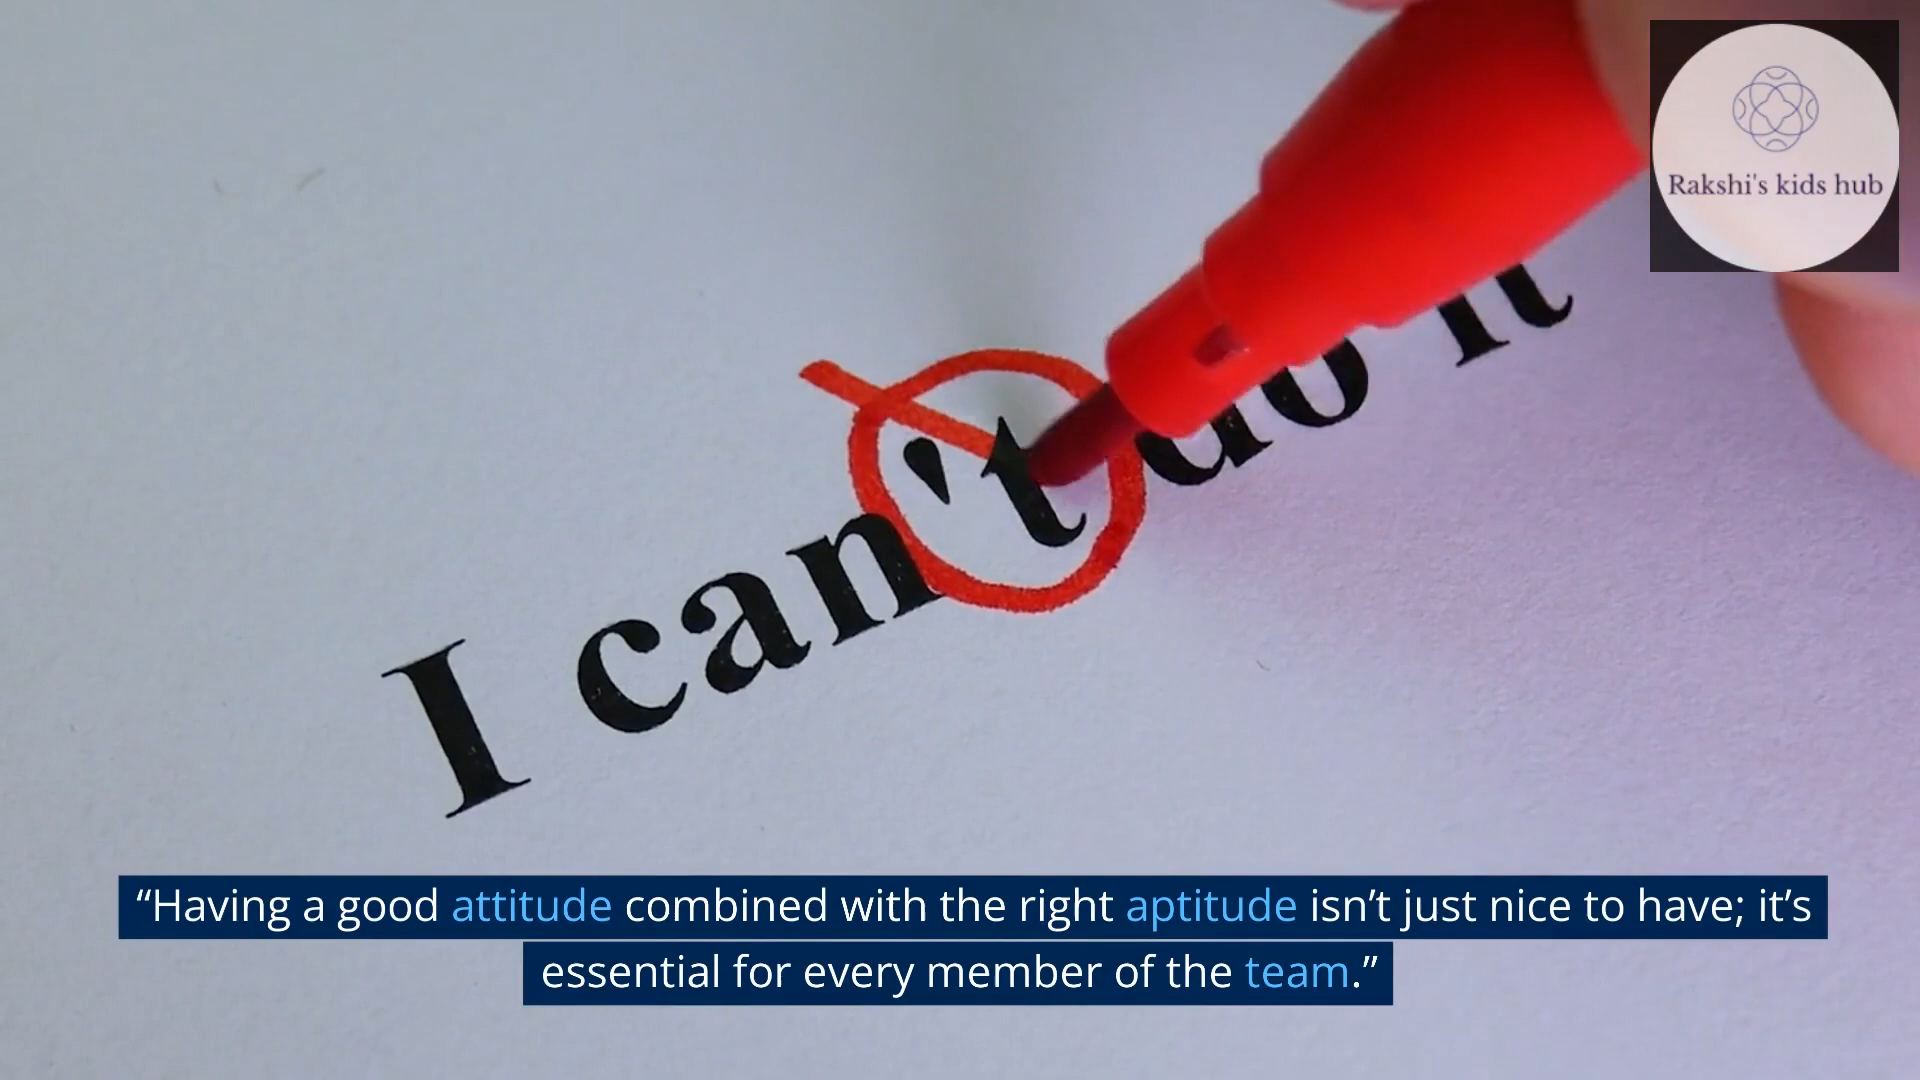 Rakshi's kids hub
I can't do it
“Having a good attitude combined with the right aptitude isn’t just nice to have; it’s
essential for every member of the team.”